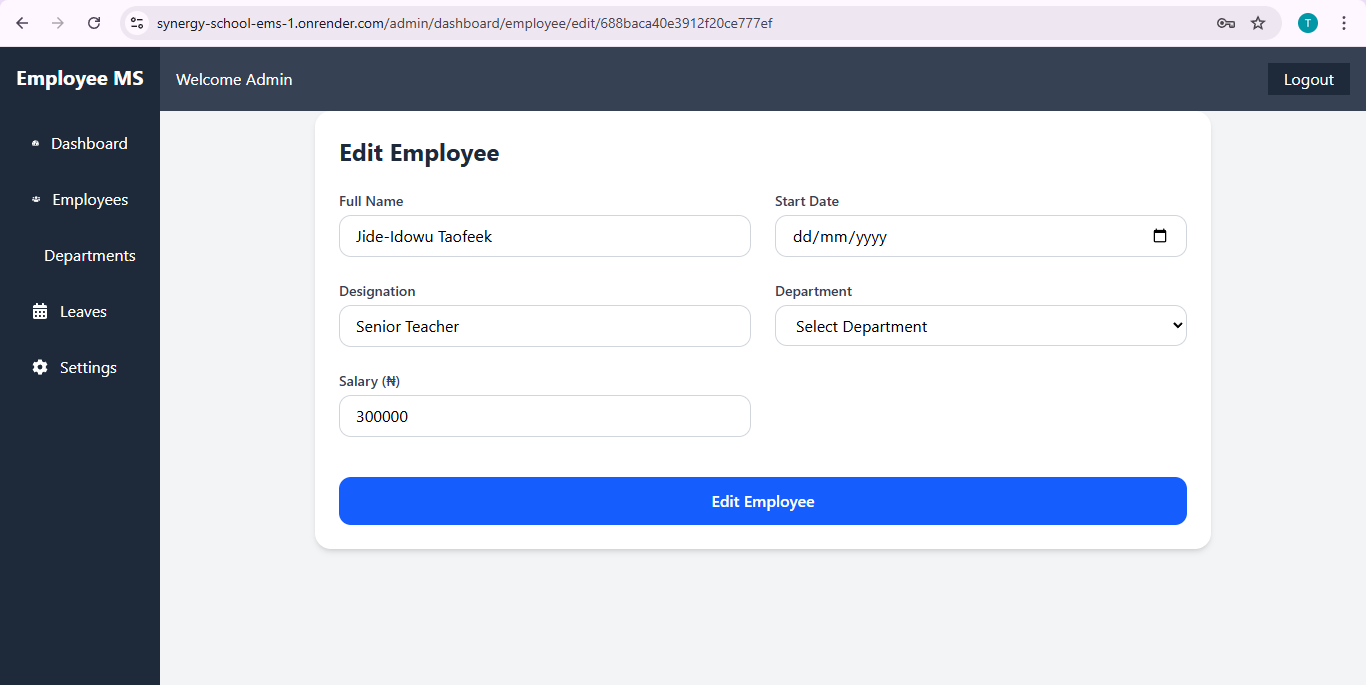 synergy-school-ems-1.onrender.com/admin/dashboard/employee/edit/688baca40e3912f20ce777ef
T
Employee MS
Welcome Admin
Logout
Dashboard
Employees
Departments
Leaves
Settings
Edit Employee
Full Name
Jide-Idowu Taofeek
Start Date
dd/mm/yyyy
Designation
Senior Teacher
Department
Select Department
Salary (₦)
300000
Edit Employee